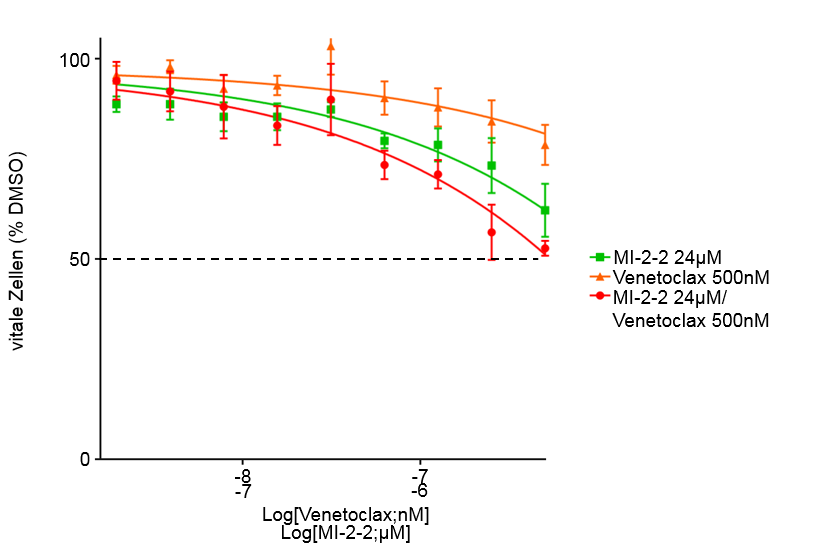 100
50
0
vitale Zellen (% DMSO)
MI-2-2 24µM
Venetoclax 500nM
MI-2-2 24µM/
Venetoclax 500nM
-8
-7
-7
-6
Log[Venetoclax;nM]
Log[MI-2-2;µM]